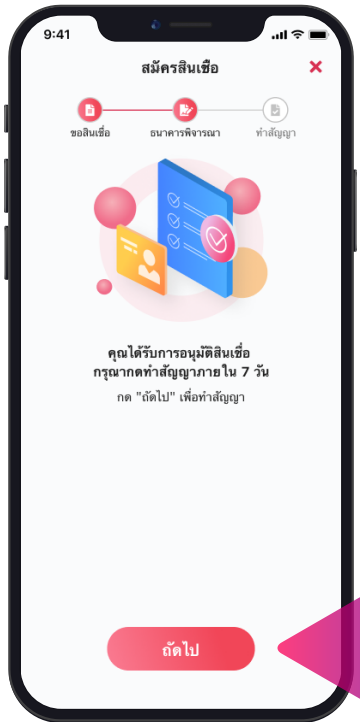 9:41
สมัครสินเชื่อ
ขอสินเชื่อ ธนาคารพิจารณา ทำสัญญา
คุณได้รับการอนุมัติสินเชื่อ
กรุณากดทำสัญญาภายใน 7 วัน
กด "ถัดไป" เพื่อทำสัญญา
ถัดไป